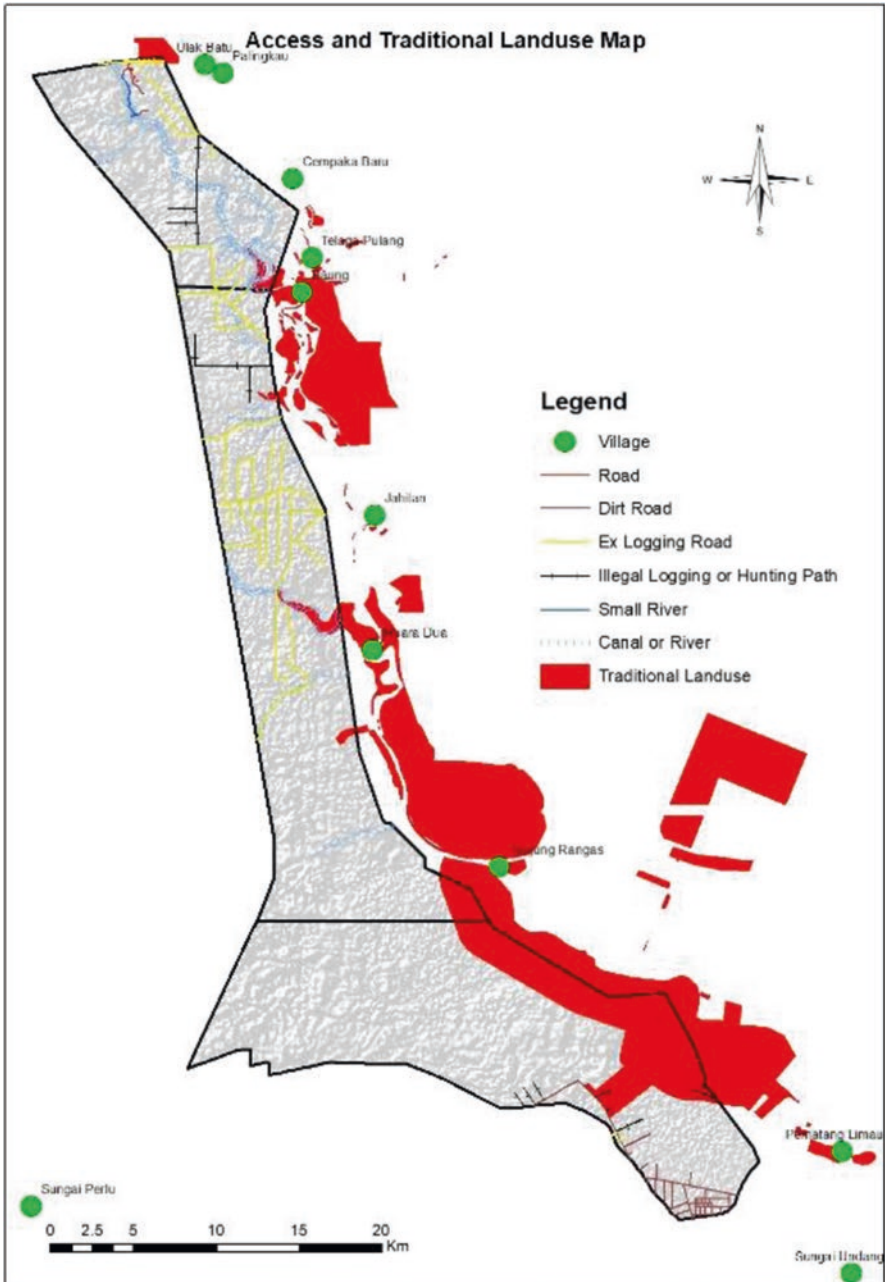 Access and Traditional Landuse Map
Ulak Batu
Palingkau
Cempaka Baru
N
W
E
S
Telaga Pulang
Legend
Village
Road
Jahitan
Dirt Road
Ex Logging Road
Illegal Logging or Hunting Path
Small River
Canal or River
Traditional Landuse
Dua
Rangas
Pematang Limau
Sungai Perlu
0 2.5 5 10 15 20
Km
Sungai Undang